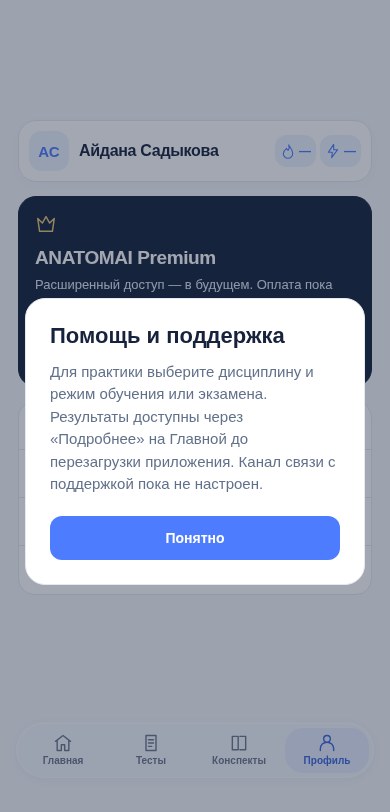 АС
Айдана Садыкова
—
—
ANATOMAI Premium
Расширенный доступ — в будущем. Оплата пока
Помощь и поддержка
Для практики выберите дисциплину и
режим обучения или экзамена.
Результаты доступны через
«Подробнее» на Главной до
перезагрузки приложения. Канал связи с
поддержкой пока не настроен.
Понятно
Главная
Тесты
Конспекты
Профиль